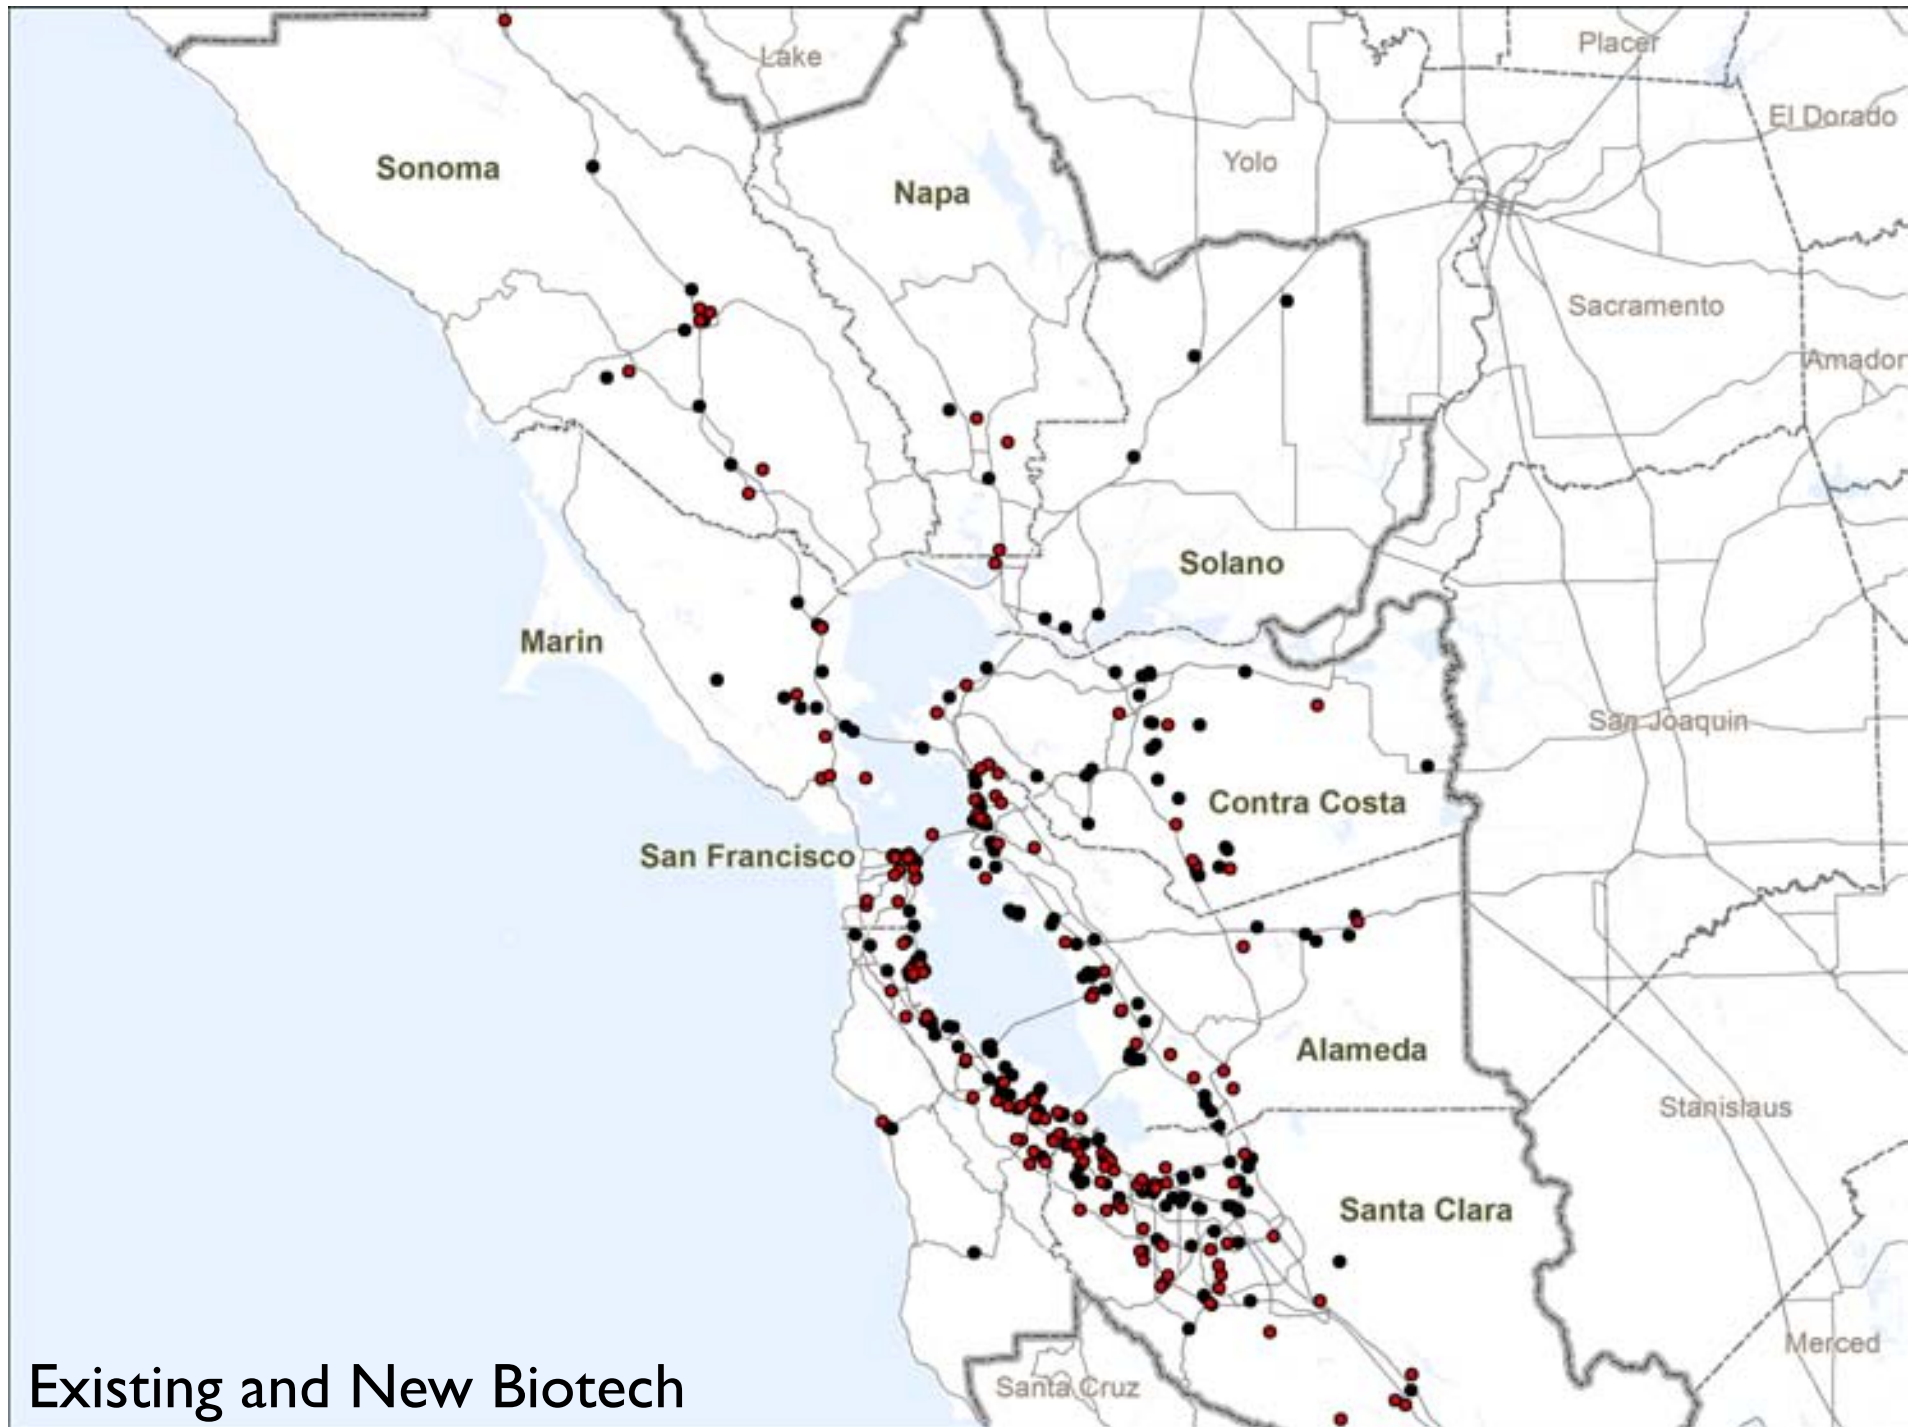 Lake
Placer
El Dorado
Sonoma
Yolo
Napa
Sacramento
Amador
Solano
Marin
San Joaquin
Contra Costa
San Francisco
Alameda
Stanislaus
Santa Clara
Merced
Santa Cruz
Existing and New Biotech